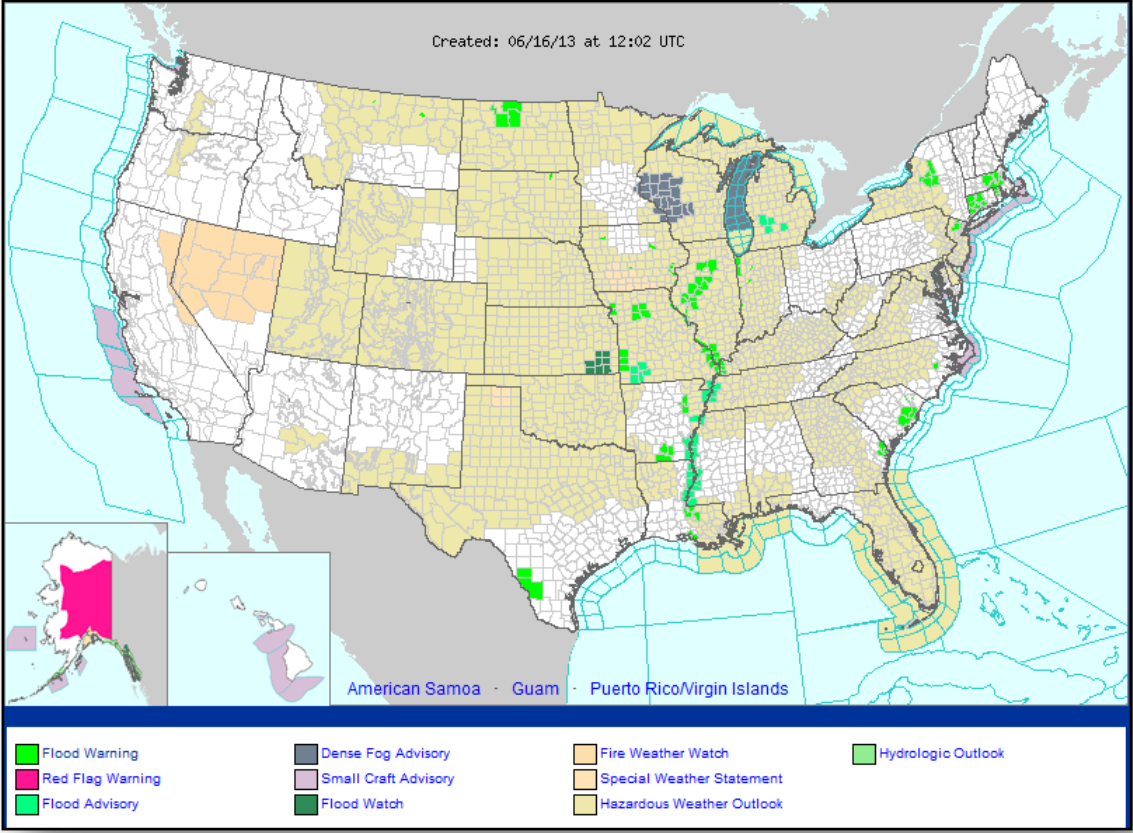 Created: 06/16/13 at 12:02 UTC
American Samoa - Guam - Puerto Rico/Virgin Islands
Flood Warning
Dense Fog Advisory
Fire Weather Watch
Hydrologic Outlook
Red Flag Warning
Small Craft Advisory
Special Weather Statement
Flood Advisory
Flood Watch
Hazardous Weather Outlook